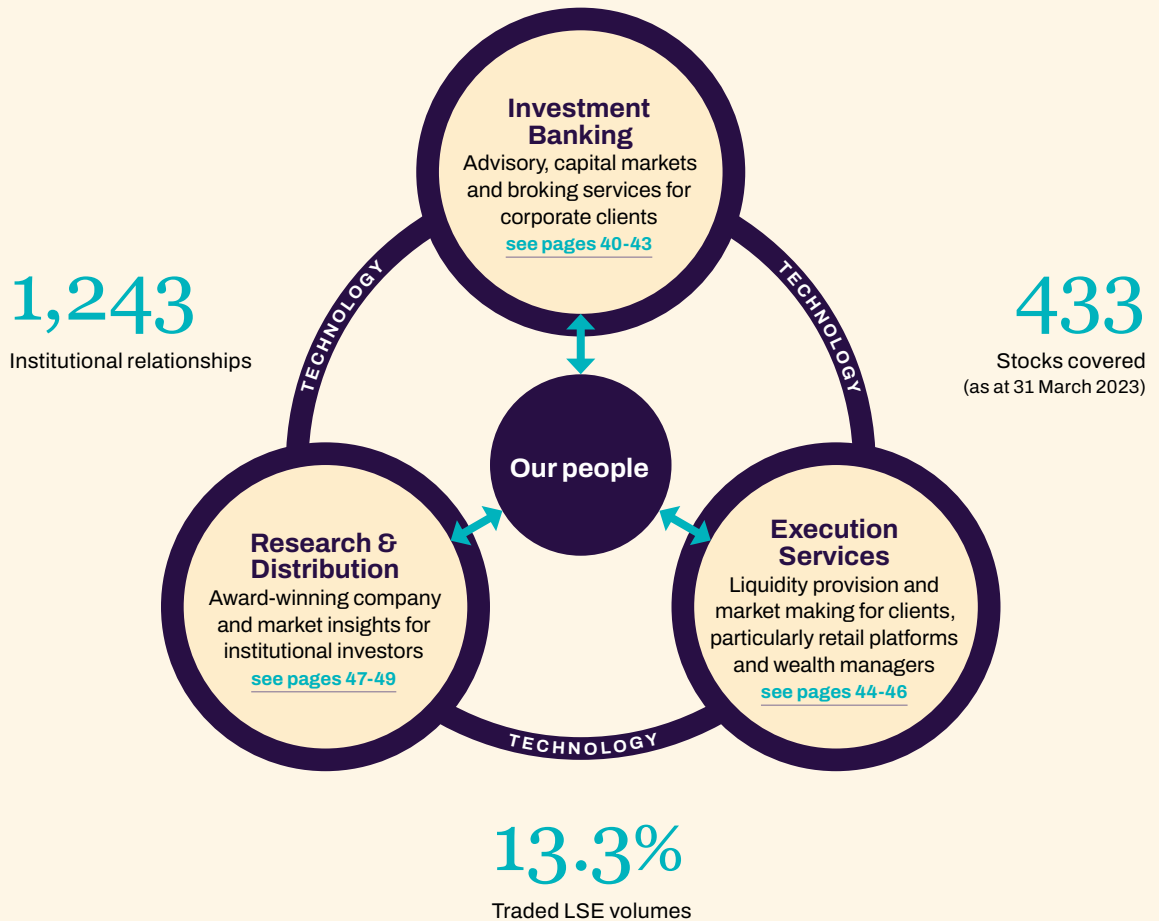 Investment
Banking
Advisory, capital markets
and broking services for
corporate clients
see pages 40-43
TECHNOLOGY
TECHNOLOGY
1,243
Institutional relationships
433
Stocks covered
(as at 31 March 2023)
Our people
Research &
Distribution
Award-winning company
and market insights for
institutional investors
see pages 47-49
Execution
Services
Liquidity provision and
market making for clients,
particularly retail platforms
and wealth managers
see pages 44-46
TECHNOLOGY
13.3%
Traded LSE volumes